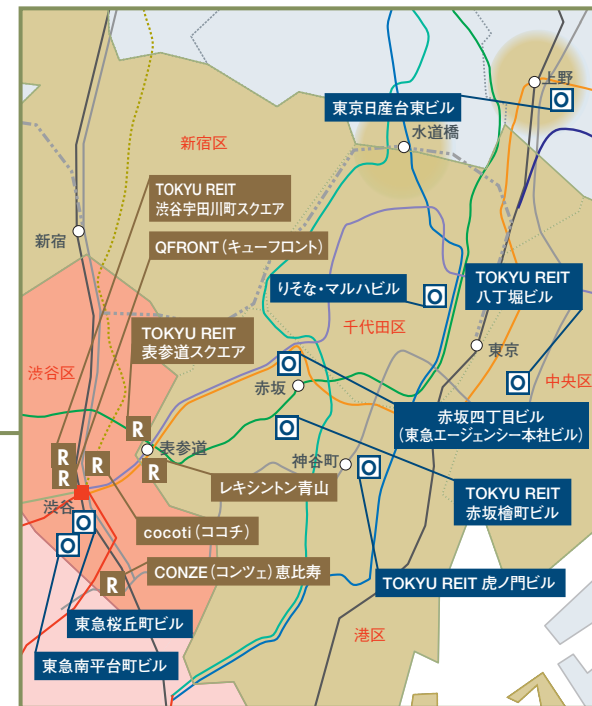 上野
O
東京日産台東ビル
水道橋
新宿区
TOKYU REIT
渋谷宇田川町スクエア
新宿
QFRONT（キューフロント）
りそな・マルハビル
O
TOKYU REIT
八丁堀ビル
TOKYU REIT
表参道スクエア
千代田区
東京
渋谷区
O
赤坂
O
中央区
赤坂四丁目ビル
（東急エージェンシー本社ビル）
R
O
表参道
R
R
R
R
神谷町
O
レキシントン青山
TOKYU REIT
赤坂檜町ビル
渋谷
O
cocoti（ココチ）
O
CONZE（コンツェ）恵比寿
R
TOKYU REIT 虎ノ門ビル
東急桜丘町ビル
港区
東急南平台町ビル